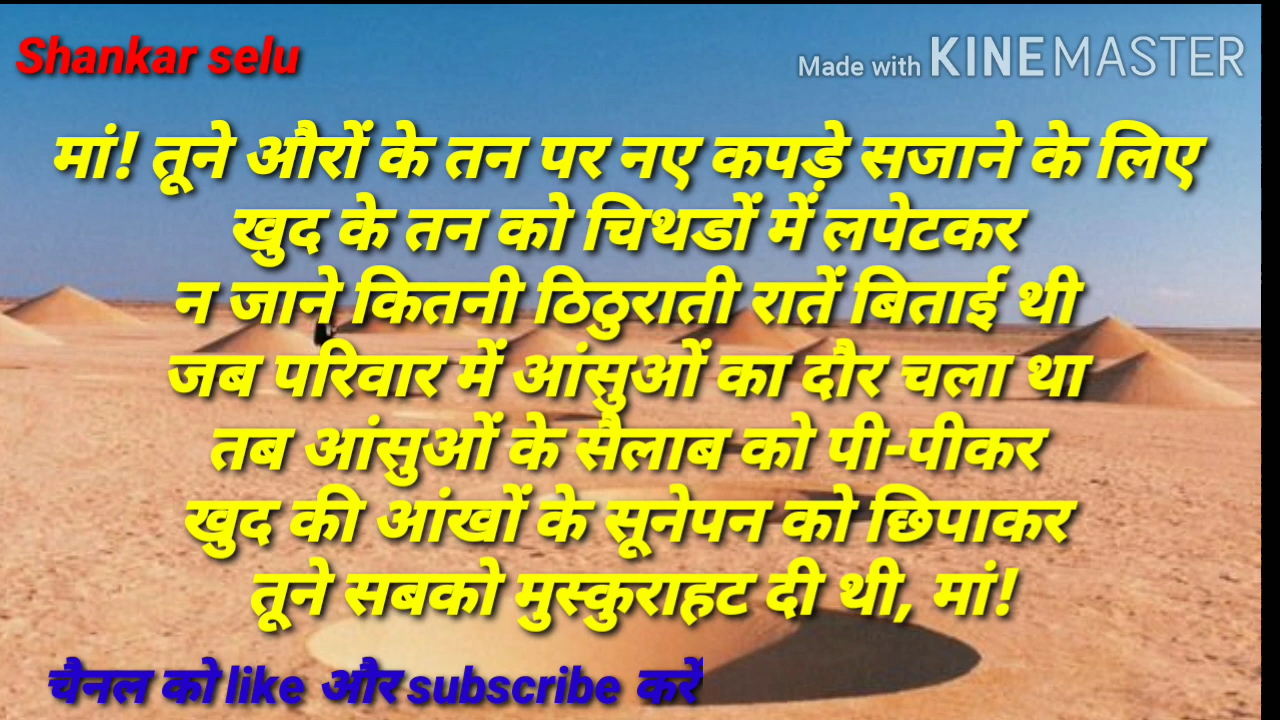 Shankar selu
Made with KINEMASTER
मां! तूने औरों के तन पर नए कपड़े सजाने के लिए
खुद के तन को चिथडों में लपेटकर
न जाने कितनी ठिठुराती रातें बिताई थी
जब परिवार में आंसुओं का दौर चला था
तब आंसुओं के सैलाब को पी-पीकर
खुद की आंखों के सूनेपन को छिपाकर
तूने सबको मुस्कुराहट दी थी, मां!
चैनल को like और subscribe करें